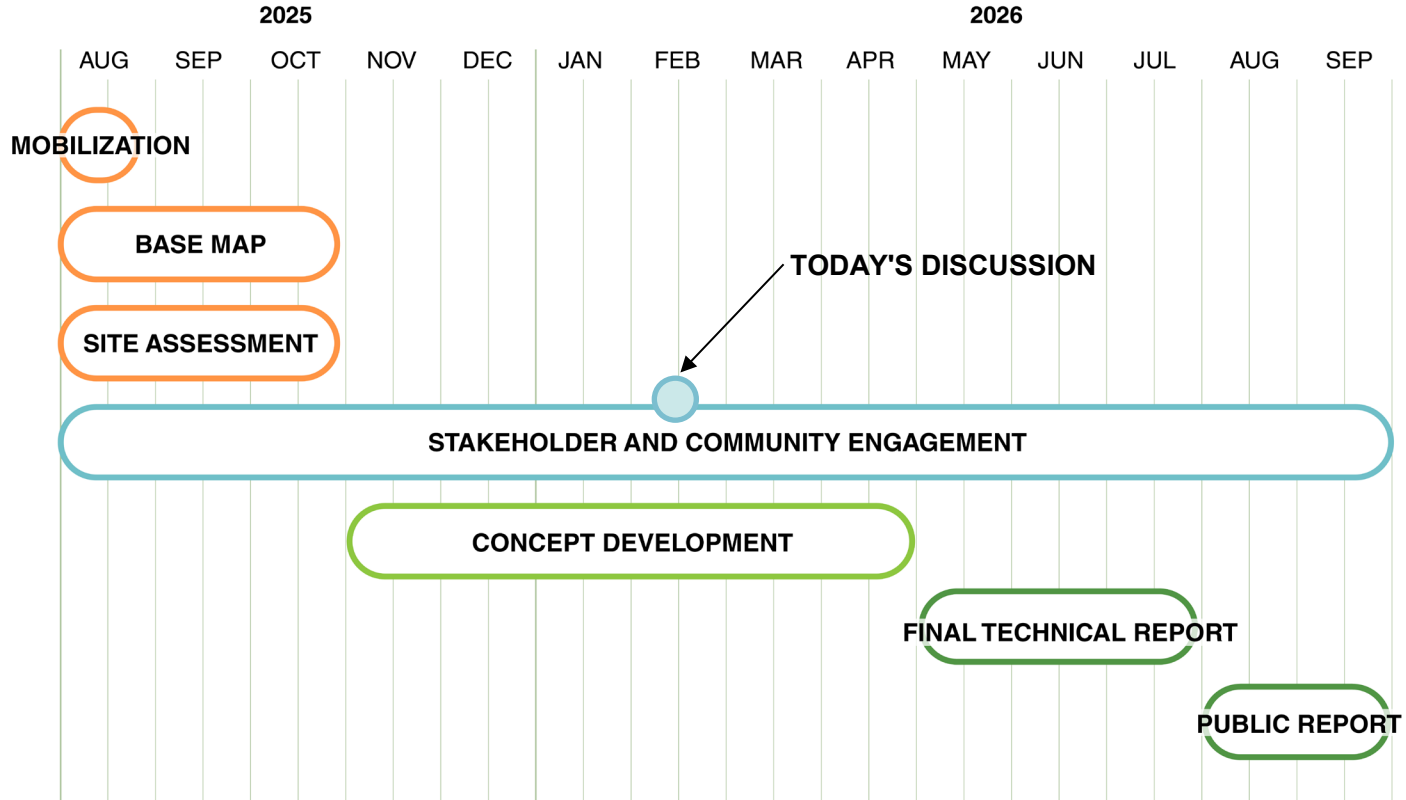 2025 2026
AUG SEP OCT NOV DEC JAN FEB MAR APR MAY JUN JUL AUG SEP
MOBILIZATION
BASE MAP
TODAY'S DISCUSSION
SITE ASSESSMENT
STAKEHOLDER AND COMMUNITY ENGAGEMENT
CONCEPT DEVELOPMENT
FINAL TECHNICAL REPORT
PUBLIC REPORT